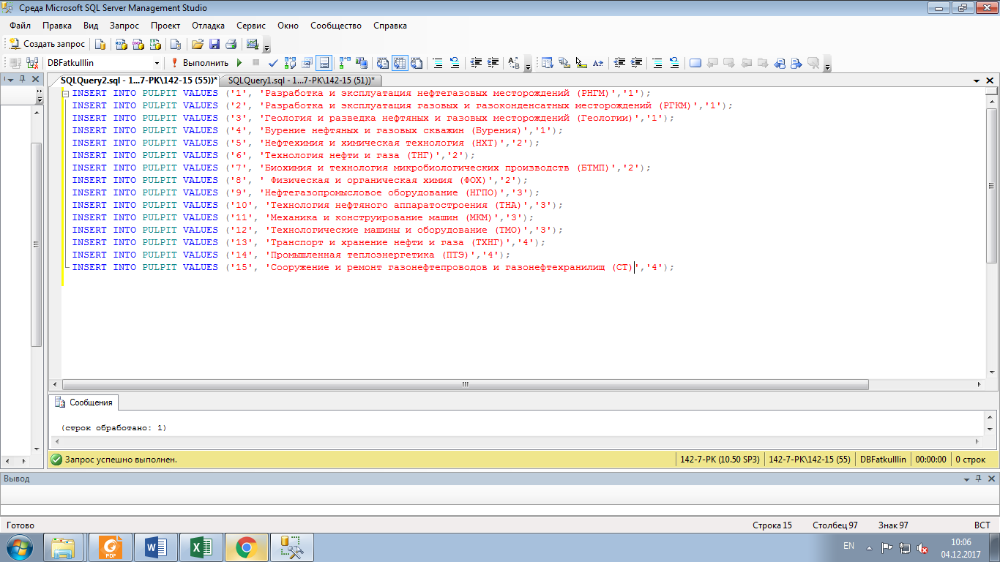 Среда Microsoft SQL Server Management Studio
Файл Правка Вид Запрос Проект Отладка Сервис Окно Сообщество Справка
Создать запрос
DBFatkulllin Выполнить
SQLQuery2.sql - 1...7-PK\142-15 (55))* SQLQuery1.sql - 1...7-PK\142-15 (51))*
INSERT INTO PULPIT VALUES ('1', 'Разработка и эксплуатация нефтегазовых месторождений (РНГМ)','1');
INSERT INTO PULPIT VALUES ('2', 'Разработка и эксплуатация газовых и газоконденсатных месторождений (РГКМ)','1');
INSERT INTO PULPIT VALUES ('3', 'Геология и разведка нефтяных и газовых месторождений (Геологии)','1');
INSERT INTO PULPIT VALUES ('4', 'Бурение нефтяных и газовых скважин (Бурения)','1');
INSERT INTO PULPIT VALUES ('5', 'Нефтехимия и химическая технология (НХТ)','2');
INSERT INTO PULPIT VALUES ('6', 'Технология нефти и газа (ТНГ)','2');
INSERT INTO PULPIT VALUES ('7', 'Биохимия и технология микробиологических производств (БТМП)','2');
INSERT INTO PULPIT VALUES ('8', ' Физическая и органическая химия (ФОХ)','2');
INSERT INTO PULPIT VALUES ('9', 'Нефтегазопромысловое оборудование (НГПО)','3');
INSERT INTO PULPIT VALUES ('10', 'Технология нефтяного аппаратостроения (ТНА)','3');
INSERT INTO PULPIT VALUES ('11', 'Механика и конструирование машин (МКМ)','3');
INSERT INTO PULPIT VALUES ('12', 'Технологические машины и оборудование (ТМО)','3');
INSERT INTO PULPIT VALUES ('13', 'Транспорт и хранение нефти и газа (ТХНГ)','4');
INSERT INTO PULPIT VALUES ('14', 'Промышленная теплоэнергетика (ПТЭ)','4');
INSERT INTO PULPIT VALUES ('15', 'Сооружение и ремонт газонефтепроводов и газонефтехранилищ (СТ)','4');
Сообщения
(строк обработано: 1)
Запрос успешно выполнен. 142-7-PK (10.50 SP3) 142-7-PK\142-15 (55) DBFatkulllin 00:00:00 0 строк
Вывод
Готово Строка 15 Столбец 97 Знак 97 ВСТ
PDF EN 10:06
04.12.2017